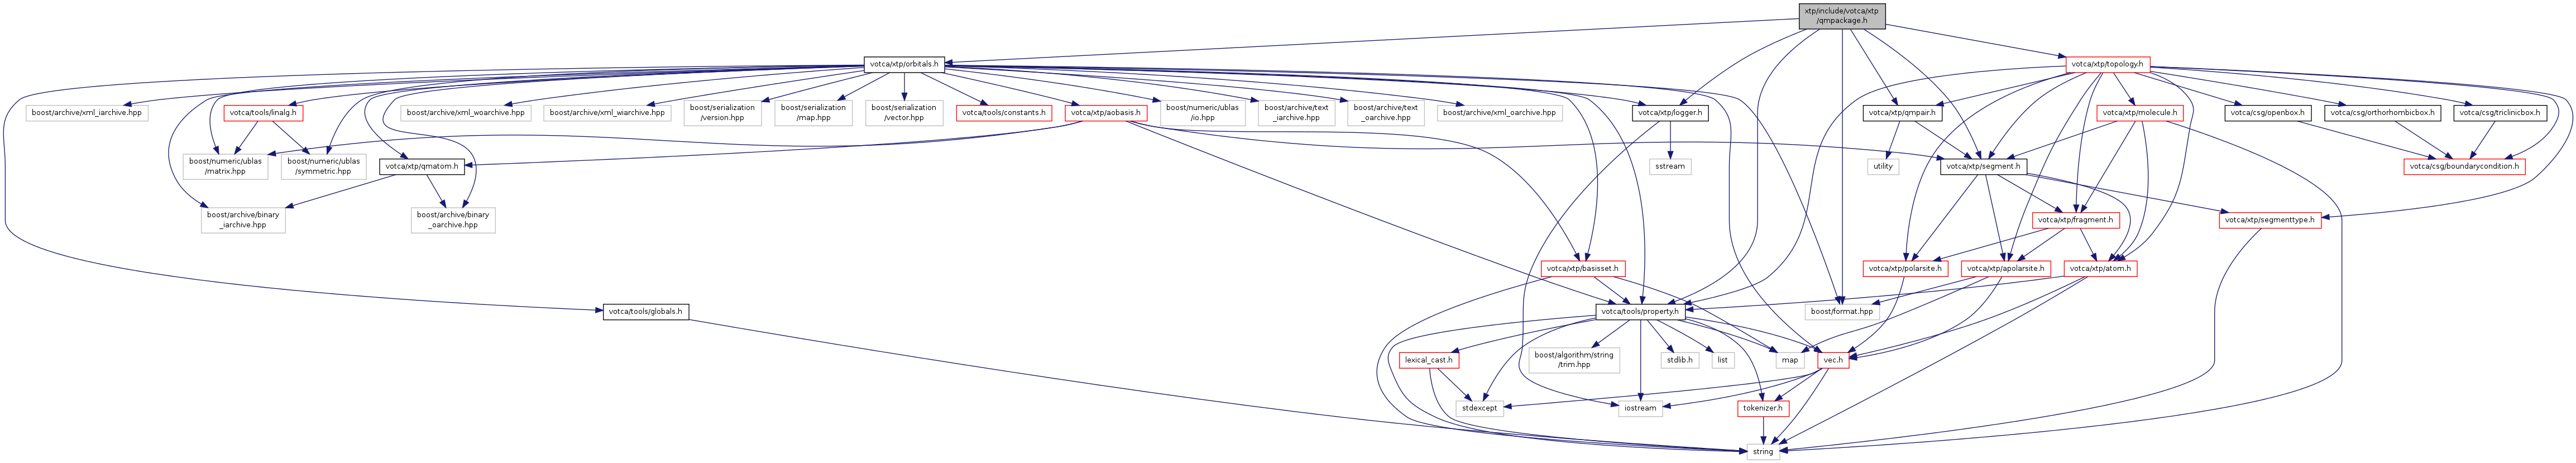 xtp/include/votca/xtp
/qmpackage.h
votca/xtp/orbitals.h
votca/xtp/topology.h
boost/archive/xml_iarchive.hpp
votca/tools/linalg.h
boost/archive/xml_woarchive.hpp
boost/archive/xml_wiarchive.hpp
boost/serialization
/version.hpp
boost/serialization
/map.hpp
boost/serialization
/vector.hpp
votca/tools/constants.h
votca/xtp/aobasis.h
boost/numeric/ublas
/io.hpp
boost/archive/text
_iarchive.hpp
boost/archive/text
_oarchive.hpp
boost/archive/xml_oarchive.hpp
votca/xtp/logger.h
votca/xtp/qmpair.h
votca/xtp/molecule.h
votca/csg/openbox.h
votca/csg/orthorhombicbox.h
votca/csg/triclinicbox.h
boost/numeric/ublas
/matrix.hpp
boost/numeric/ublas
/symmetric.hpp
votca/xtp/qmatom.h
sstream
utility
votca/xtp/segment.h
votca/csg/boundarycondition.h
boost/archive/binary
_iarchive.hpp
boost/archive/binary
_oarchive.hpp
votca/xtp/fragment.h
votca/xtp/segmenttype.h
votca/xtp/basisset.h
votca/xtp/polarsite.h
votca/xtp/apolarsite.h
votca/xtp/atom.h
votca/tools/globals.h
votca/tools/property.h
boost/format.hpp
lexical_cast.h
boost/algorithm/string
/trim.hpp
stdlib.h
list
map
vec.h
stdexcept
iostream
tokenizer.h
string